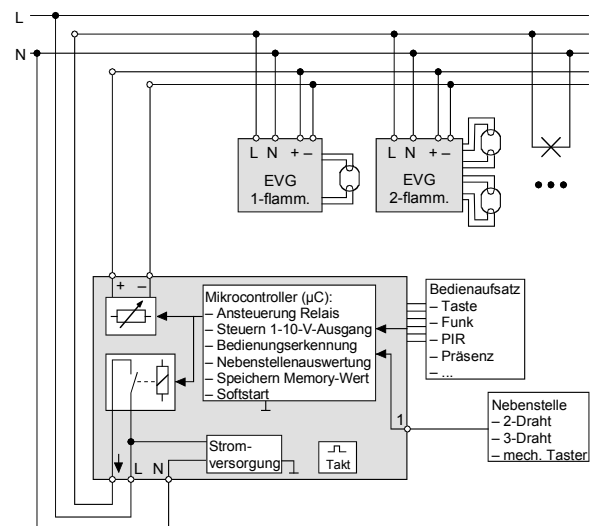 L
N
L N + –
EVG
1-flamm.
L N + –
EVG
2-flamm.
+ –
Mikrocontroller (µC):
– Ansteuerung Relais
– Steuern 1-10-V-Ausgang
– Bedienungserkennung
– Nebenstellenauswertung
– Speichern Memory-Wert
– Softstart
Bedienaufsatz
– Taste
– Funk
– PIR
– Präsenz
– ...
1
Nebenstelle
– 2-Draht
– 3-Draht
– mech. Taster
Strom-
versorgung
Takt
L N